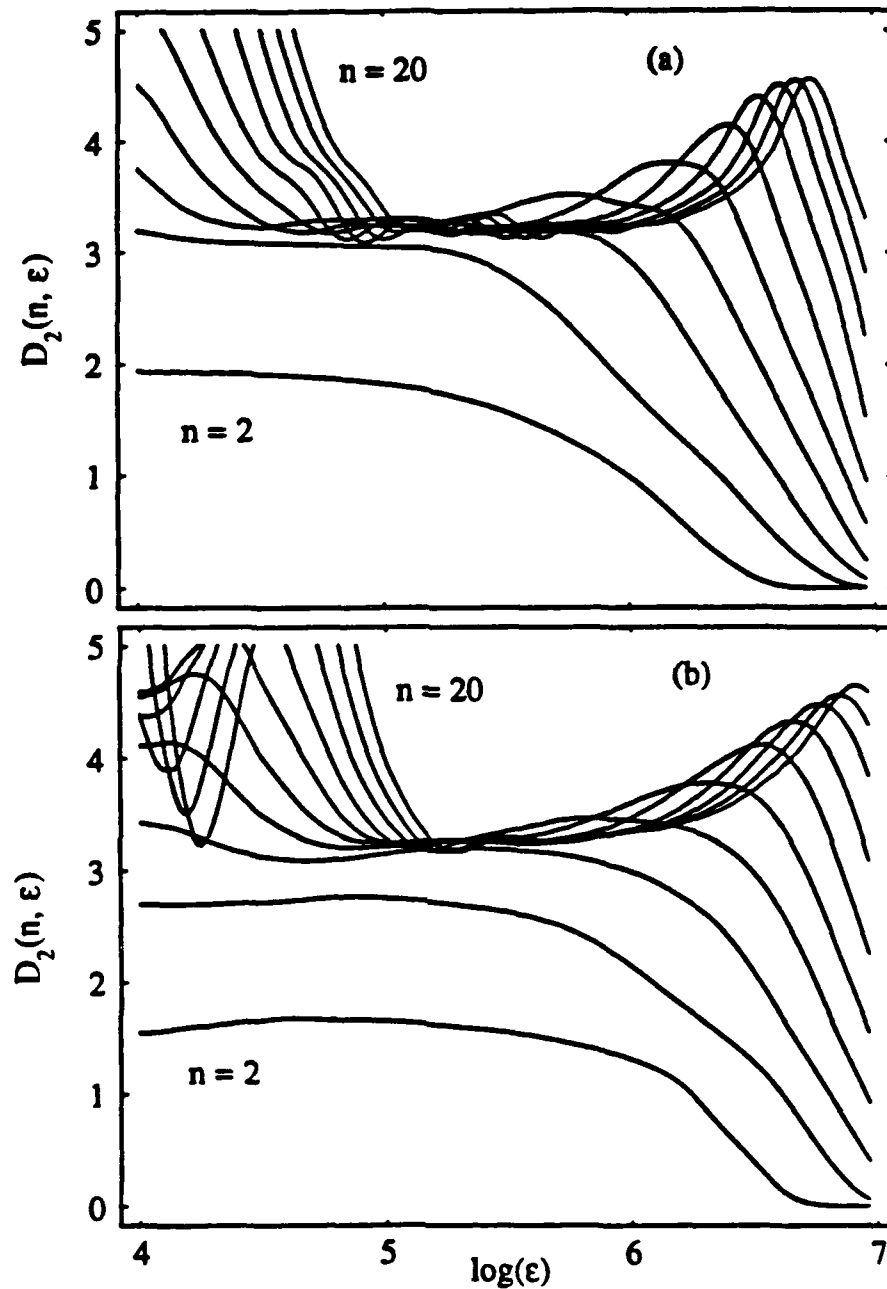 5
n = 20
(a)
4
3
D₂(n, ε)
2
n = 2
1
0
5
n = 20
(b)
4
3
D₂(n, ε)
2
n = 2
1
0
4
5
6
7
log(ε)